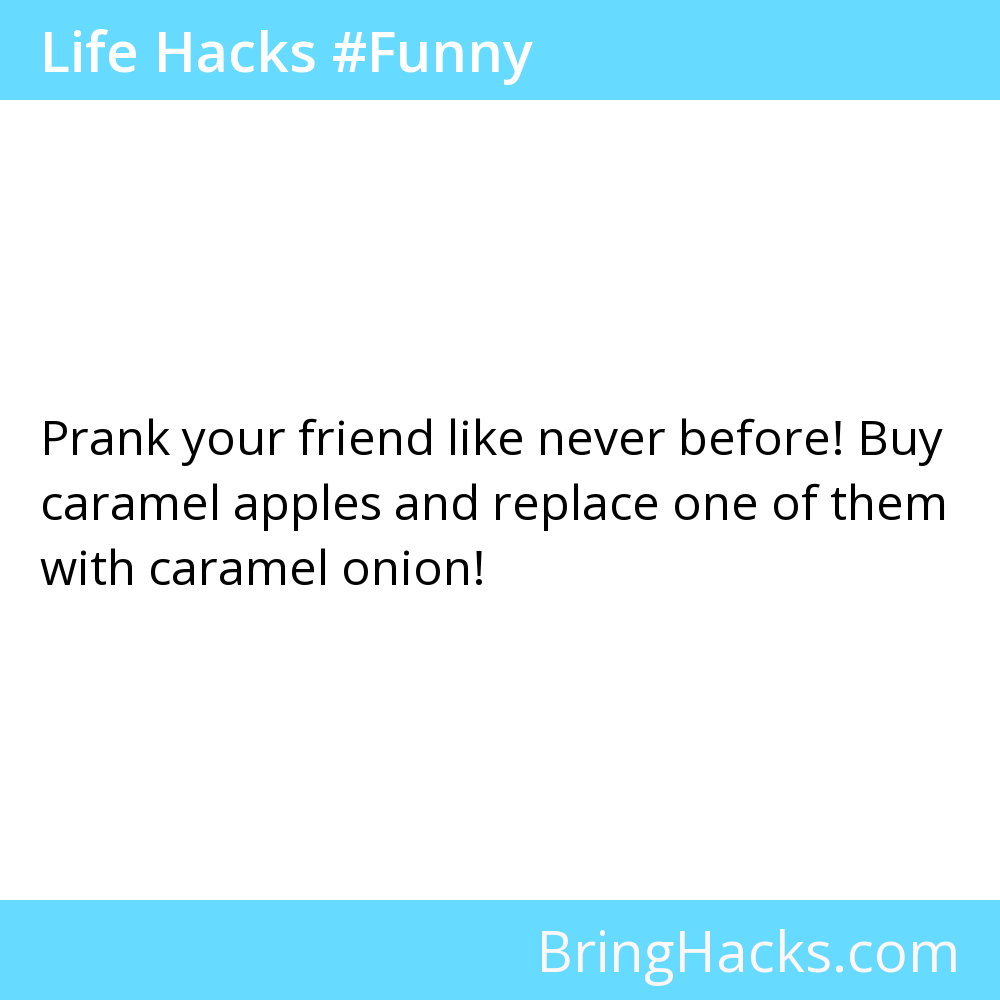 Life Hacks #Funny
Prank your friend like never before! Buy
caramel apples and replace one of them
with caramel onion!
BringHacks.com